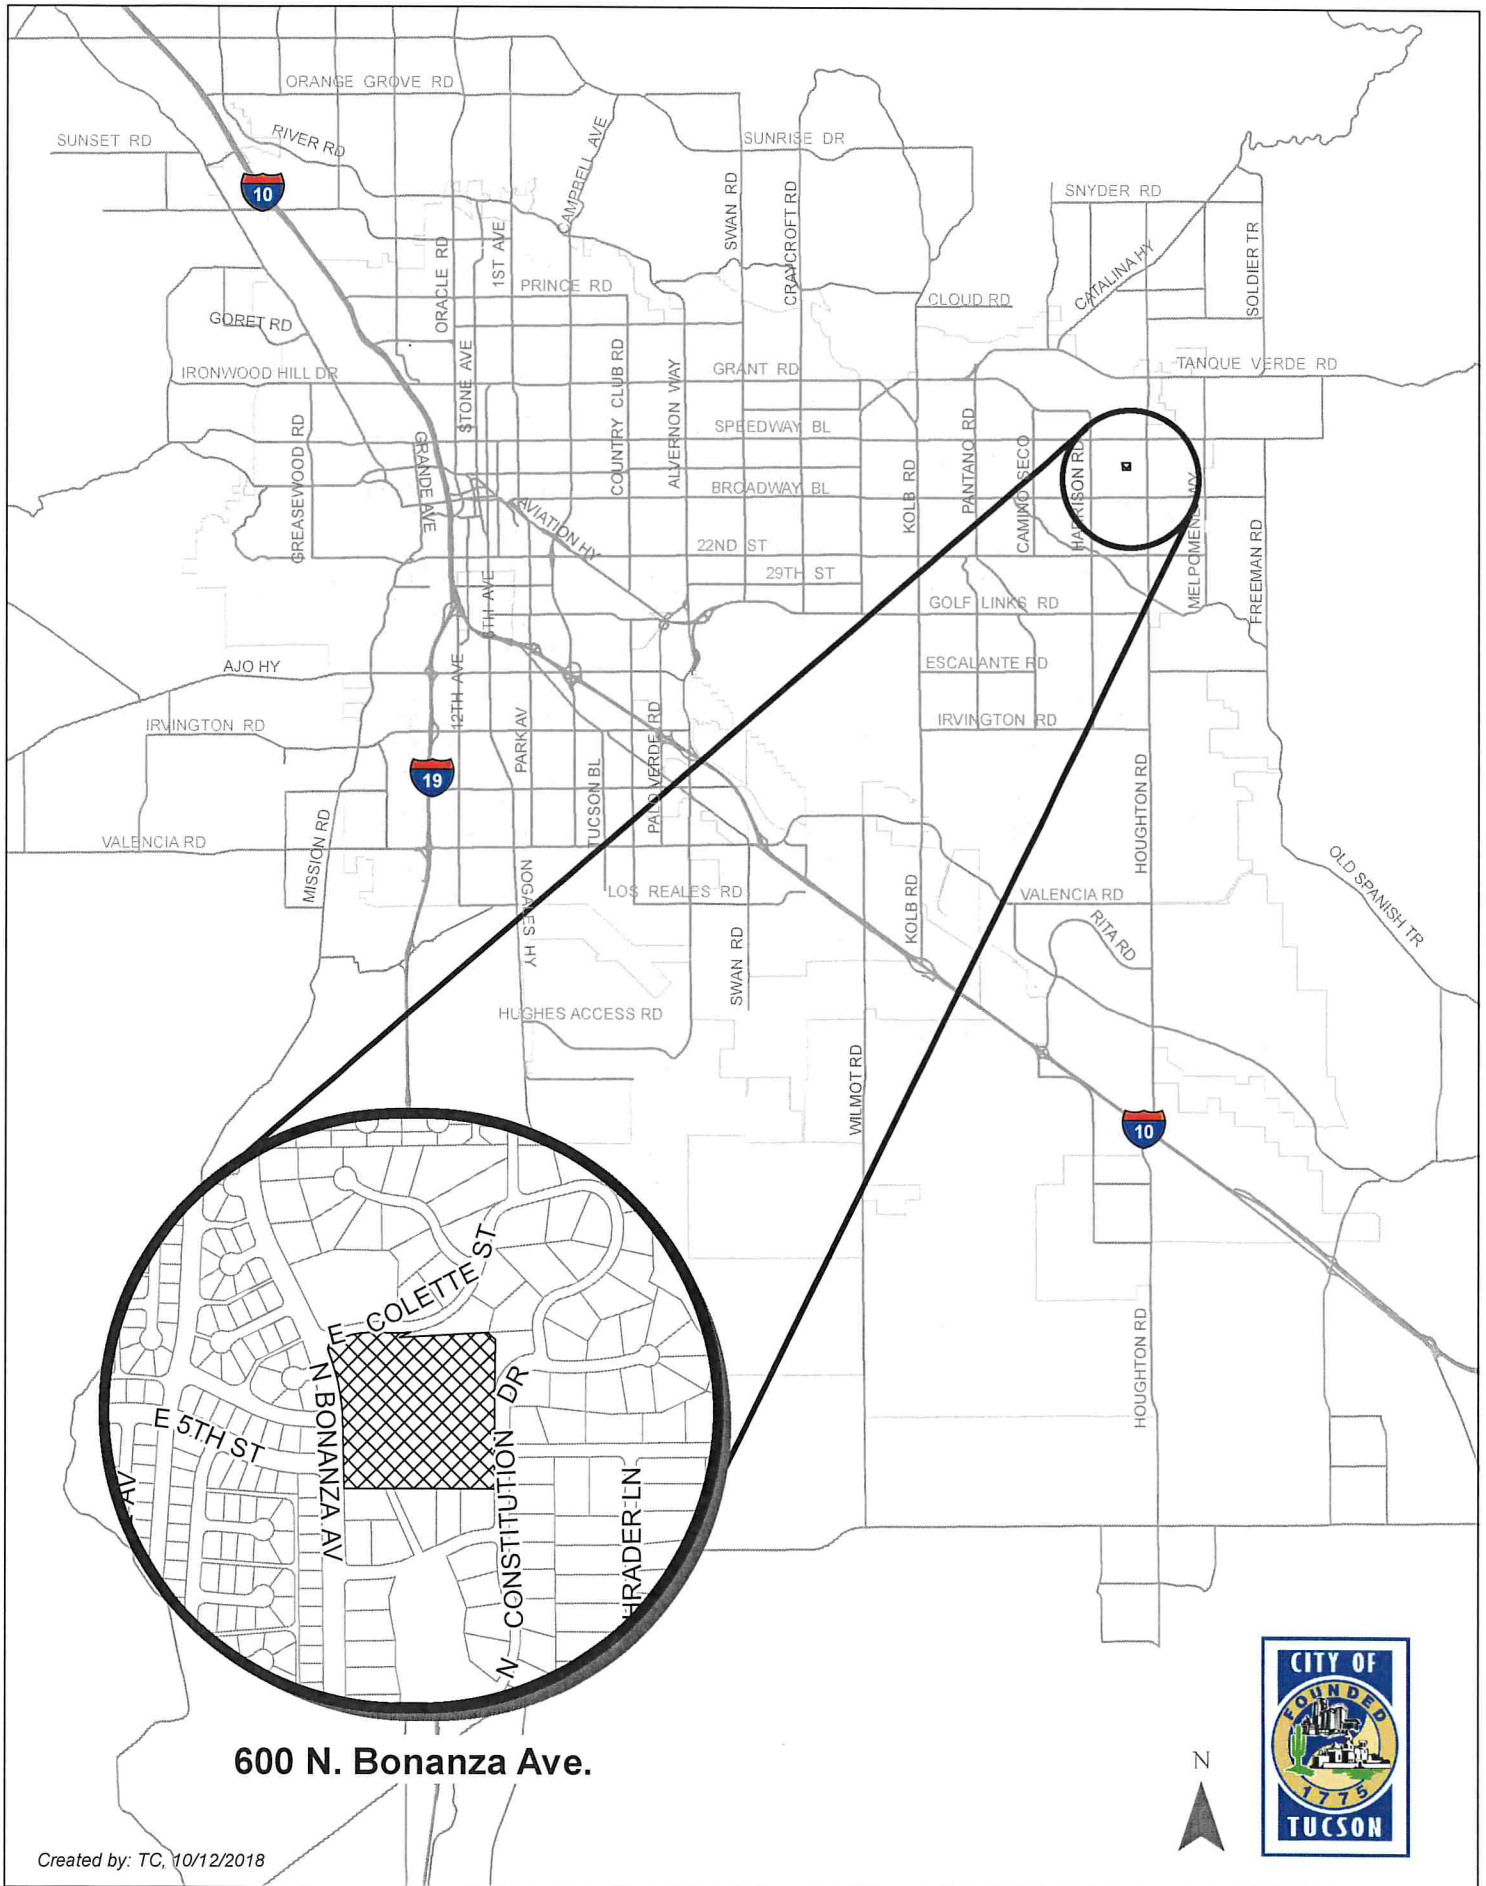 ORANGE GROVE RD
SUNSET RD
RIVER RD
CAMPBELL AVE
SUNRISE DR
10
SWAN RD
CRAYCROFT RD
SNYDER RD
ORACLE RD
1ST AVE
SOLDIER TR
CATALINA HY
PRINCE RD
CLOUD RD
GORET RD
STONE AVE
COUNTRY CLUB RD
ALVERNON WAY
IRONWOOD HILL DR
GRANT RD
TANQUE VERDE RD
GREASEWOOD RD
GRANDE AVE
SPEEDWAY BL
KOLB RD
PANTANO RD
CAMINO SECO
HARRISON RD
BROADWAY BL
AVIATION HY
MELPOMENE WY
FREEMAN RD
22ND ST
29TH ST
6TH AVE
GOLF LINKS RD
AJO HY
12TH AVE
ESCALANTE RD
IRVINGTON RD
PARK AV
PALO VERDE RD
IRVINGTON RD
19
TUCSON BL
HOUGHTON RD
VALENCIA RD
MISSION RD
OLD SPANISH TR
NOGALES HY
LOS REALES RD
KOLB RD
VALENCIA RD
RITA RD
SWAN RD
HUGHES ACCESS RD
WILMOT RD
10
HOUGHTON RD
E COLETTE ST
N BONANZA AV
E 5TH ST
N CONSTITUTION DR
AV
HRADER LN
600 N. Bonanza Ave.
N
CITY OF
FOUNDED
1775
TUCSON
Created by: TC, 10/12/2018